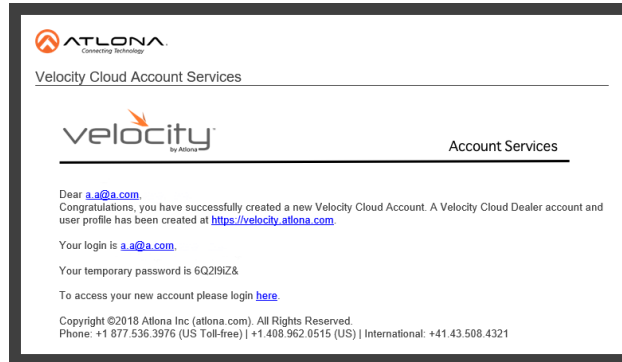 ATLONA.
Connecting Technology
Velocity Cloud Account Services
velocity™
by Atlona
Account Services
Dear a.a@a.com,
Congratulations, you have successfully created a new Velocity Cloud Account. A Velocity Cloud Dealer account and
user profile has been created at https://velocity.atlona.com.
Your login is a.a@a.com,
Your temporary password is 6Q2I9iZ&
To access your new account please login here.
Copyright ©2018 Atlona Inc (atlona.com). All Rights Reserved.
Phone: +1 877.536.3976 (US Toll-free) | +1.408.962.0515 (US) | International: +41.43.508.4321